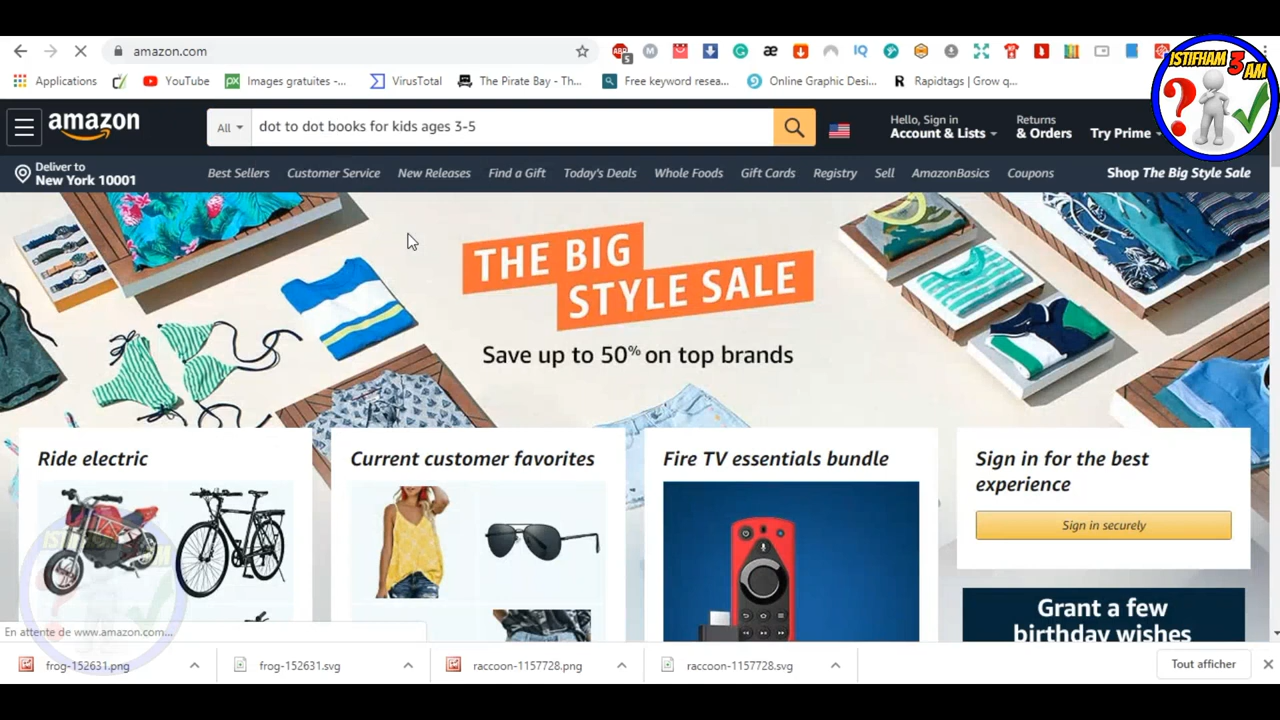 amazon.com
ABP
5
IQ
ISTIFHAM 3 AM
Applications
YouTube
Images gratuites -...
VirusTotal
The Pirate Bay - Th...
Free keyword resea...
Online Graphic Desi...
Rapidtags | Grow q...
amazon
All
dot to dot books for kids ages 3-5
Hello, Sign in
Account & Lists
Returns
& Orders
Try Prime
Deliver to
New York 10001
Best Sellers
Customer Service
New Releases
Find a Gift
Today's Deals
Whole Foods
Gift Cards
Registry
Sell
AmazonBasics
Coupons
Shop The Big Style Sale
THE BIG
STYLE SALE
Save up to 50% on top brands
Ride electric
Current customer favorites
Fire TV essentials bundle
Sign in for the best
experience
Sign in securely
Grant a few
birthday wishes
En attente de www.amazon.com...
frog-152631.png
frog-152631.svg
raccoon-1157728.png
raccoon-1157728.svg
Tout afficher